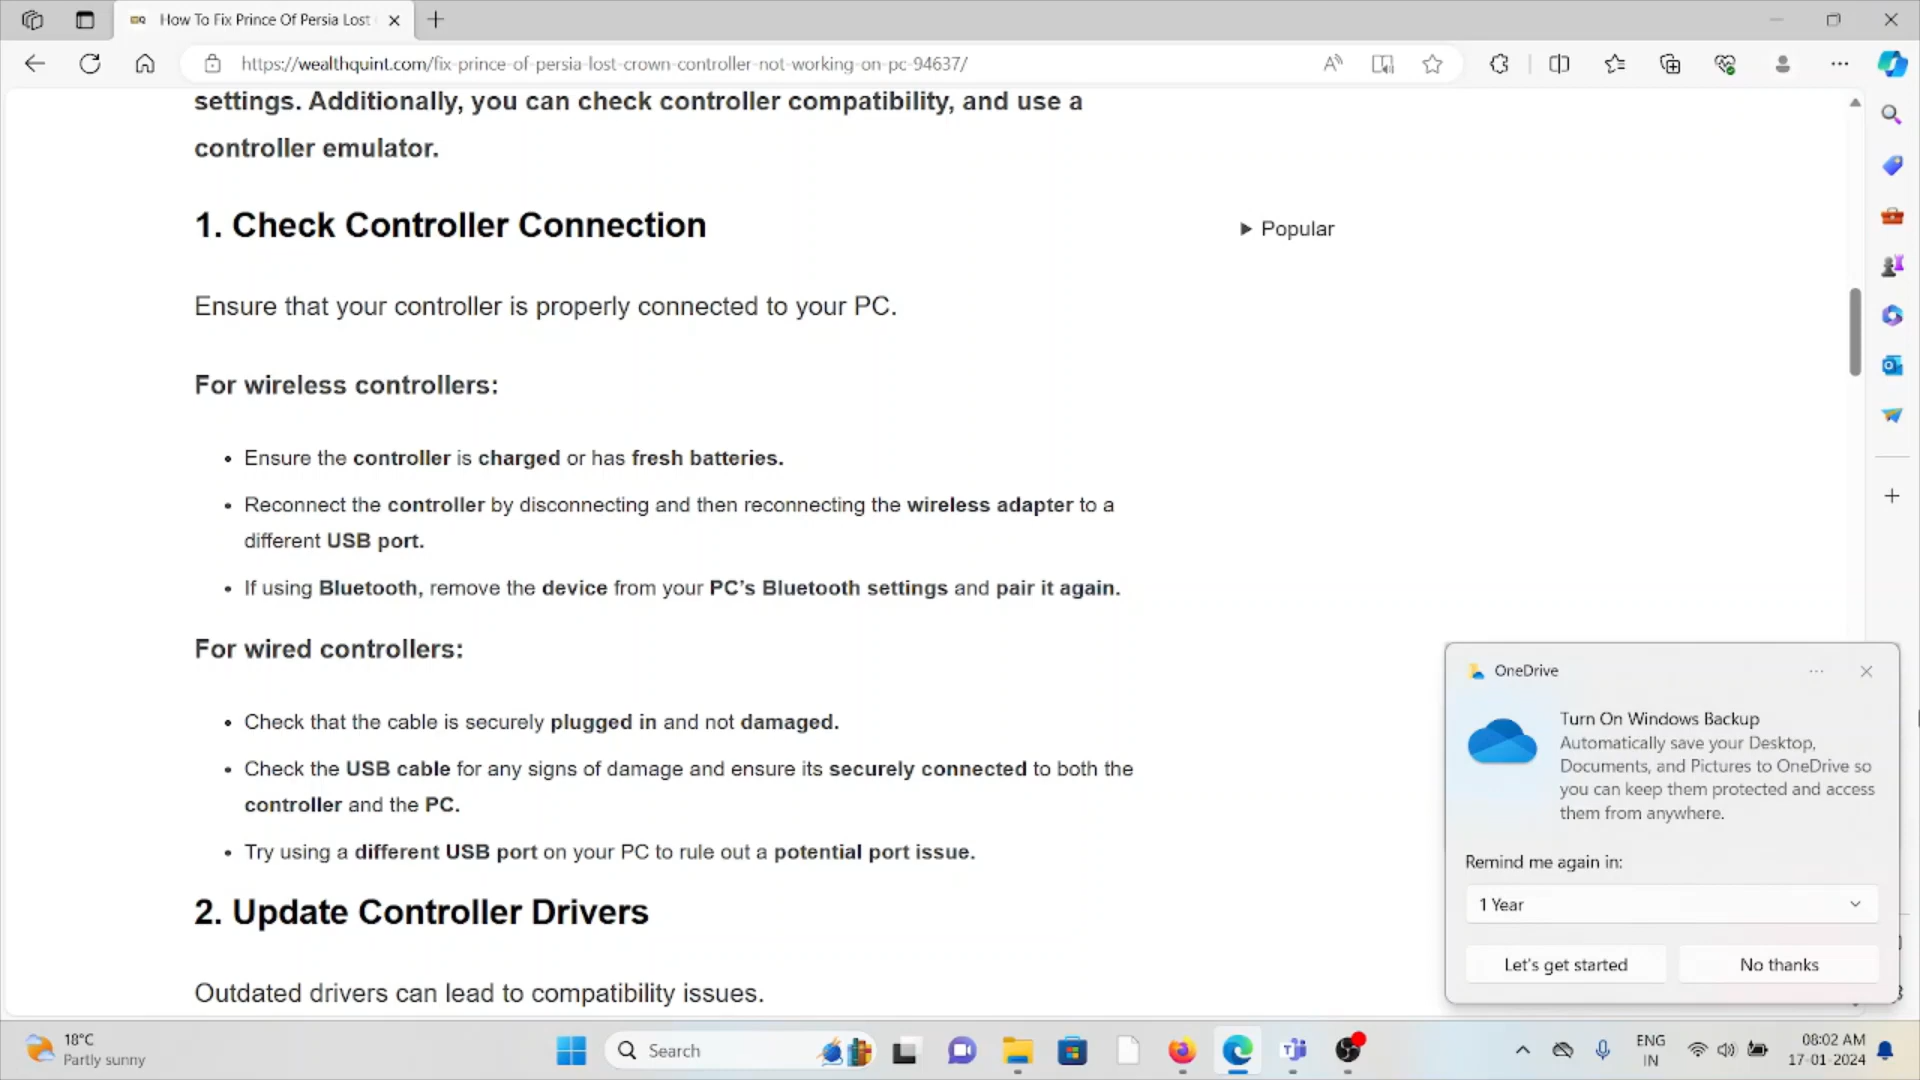 How To Fix Prince Of Persia Lost
https://wealthquint.com/fix-prince-of-persia-lost-crown-controller-not-working-on-pc-94637/
settings. Additionally, you can check controller compatibility, and use a
controller emulator.
1. Check Controller Connection
Popular
Ensure that your controller is properly connected to your PC.
For wireless controllers:
• Ensure the controller is charged or has fresh batteries.
• Reconnect the controller by disconnecting and then reconnecting the wireless adapter to a
different USB port.
• If using Bluetooth, remove the device from your PC’s Bluetooth settings and pair it again.
For wired controllers:
• Check that the cable is securely plugged in and not damaged.
• Check the USB cable for any signs of damage and ensure its securely connected to both the
controller and the PC.
• Try using a different USB port on your PC to rule out a potential port issue.
2. Update Controller Drivers
Outdated drivers can lead to compatibility issues.
OneDrive
Turn On Windows Backup
Automatically save your Desktop,
Documents, and Pictures to OneDrive so
you can keep them protected and access
them from anywhere.
Remind me again in:
1 Year
Let's get started
No thanks
18°C
Partly sunny
Search
ENG
IN
08:02 AM
17-01-2024